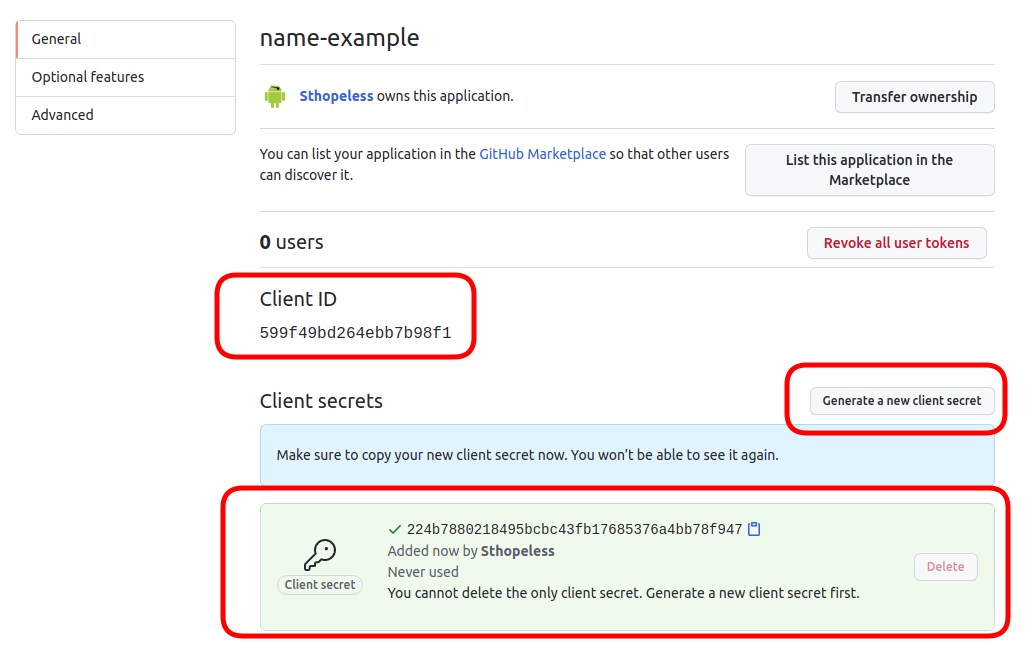 General
Optional features
Advanced
name-example
Sthopeless owns this application.
Transfer ownership
You can list your application in the GitHub Marketplace so that other users
can discover it.
List this application in the
Marketplace
0 users
Revoke all user tokens
Client ID
599f49bd264ebb7b98f1
Client secrets
Generate a new client secret
Make sure to copy your new client secret now. You won’t be able to see it again.
224b7880218495bcbc43fb17685376a4bb78f947
Added now by Sthopeless
Never used
You cannot delete the only client secret. Generate a new client secret first.
Client secret
Delete